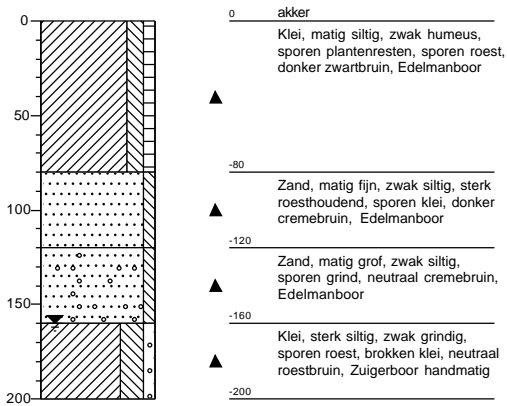 0
50
100
150
200
0 akker
Klei, matig siltig, zwak humeus,
sporen plantenresten, sporen roest,
donker zwartbruin, Edelmanboor
-80
Zand, matig fijn, zwak siltig, sterk
roesthoudend, sporen klei, donker
cremebruin, Edelmanboor
-120
Zand, matig grof, zwak siltig,
sporen grind, neutraal cremebruin,
Edelmanboor
-160
Klei, sterk siltig, zwak grindig,
sporen roest, brokken klei, neutraal
roestbruin, Zuigerboor handmatig
-200